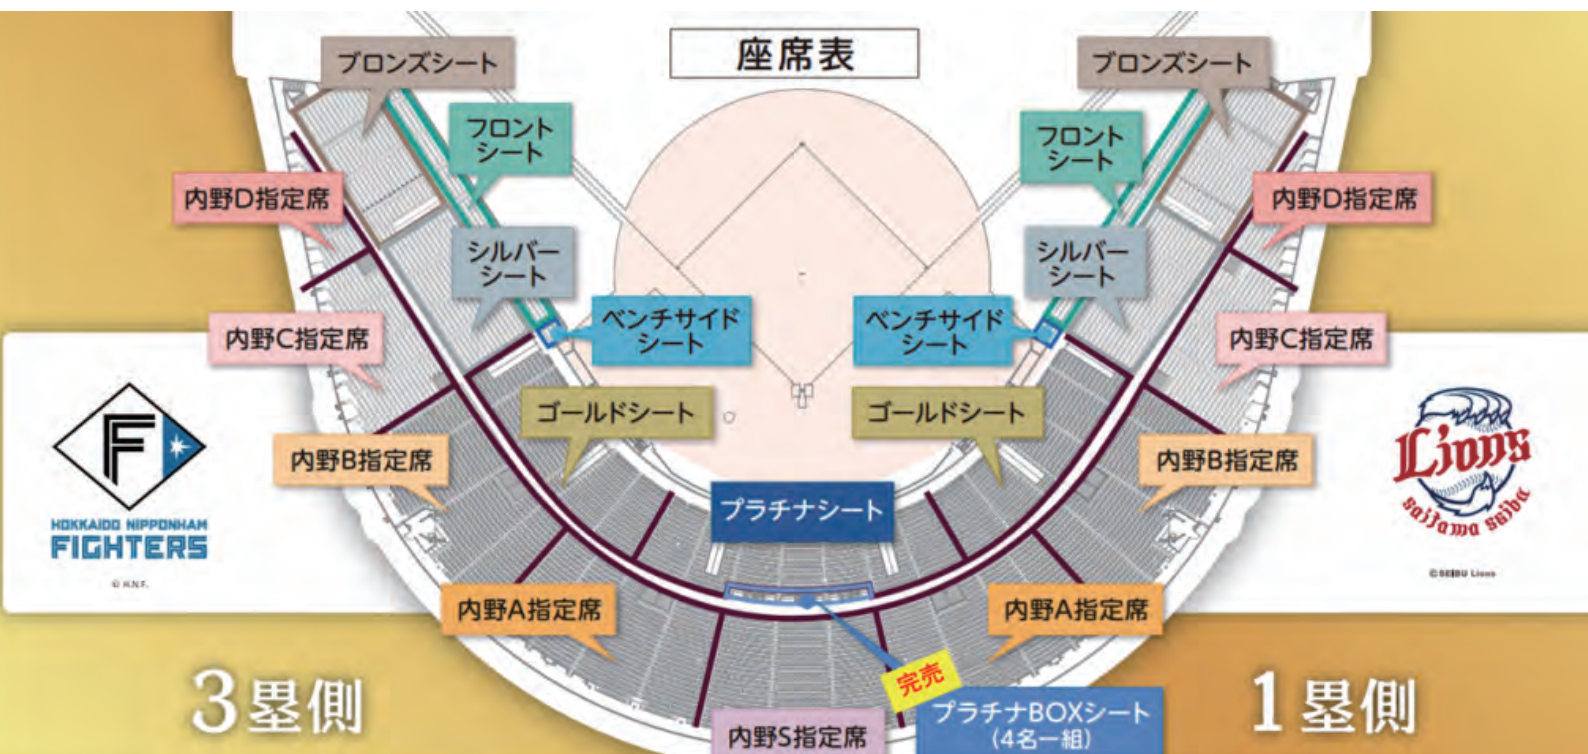 座席表
ブロンズシート
ブロンズシート
フロント
シート
フロント
シート
内野D指定席
内野D指定席
シルバー
シート
シルバー
シート
内野C指定席
ベンチサイド
シート
ベンチサイド
シート
内野C指定席
ゴールドシート
ゴールドシート
F
HOKKAIDO NIPPONHAM
FIGHTERS
© H.N.F.
内野B指定席
内野B指定席
Lions
saitama seibu
©SEIBU Lions
プラチナシート
内野A指定席
内野A指定席
3塁側
完売
1塁側
内野S指定席
プラチナBOXシート
(4名一組)